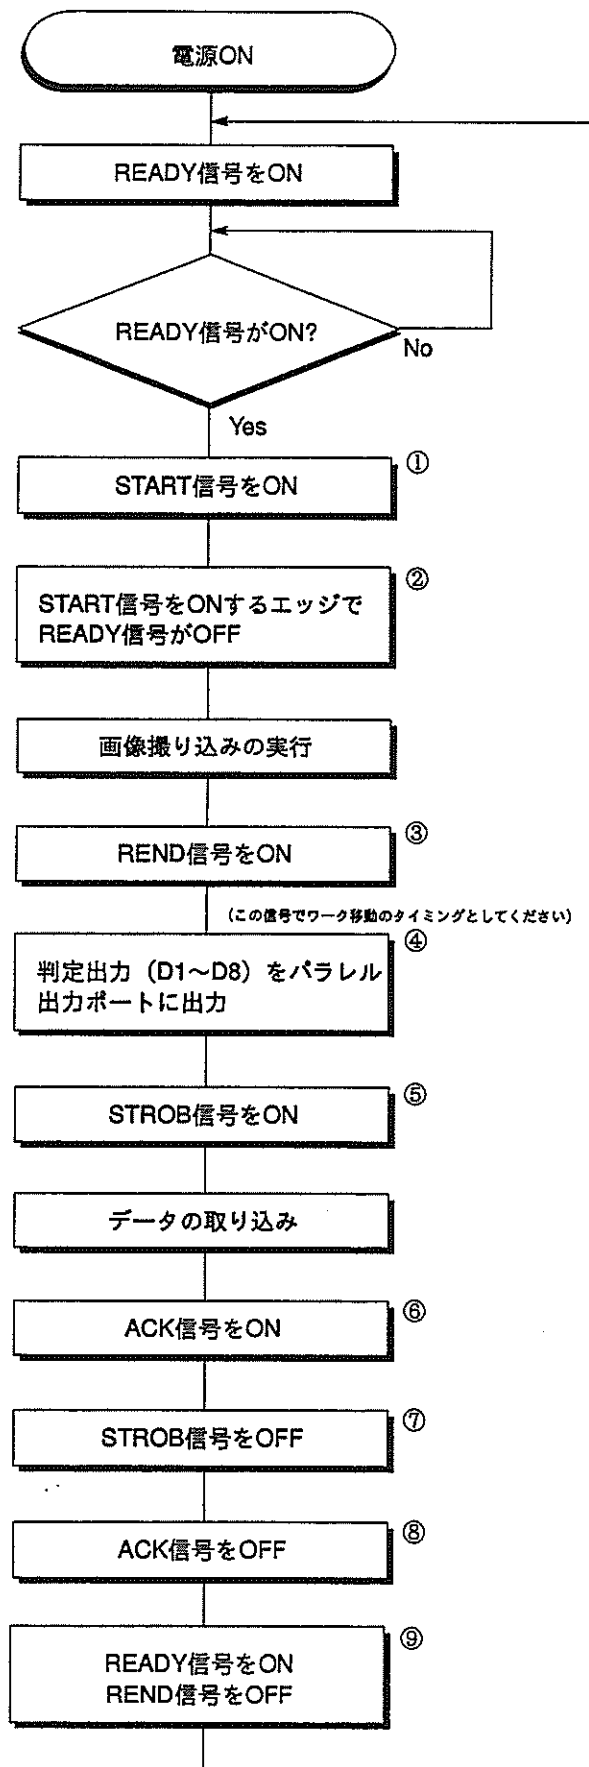 電源ON
READY信号をON
READY信号がON?
No
Yes
①
START信号をON
②
START信号をONするエッジで
READY信号がOFF
画像撮り込みの実行
③
REND信号をON
(この信号でワーク移動のタイミングとしてください)
④
判定出力（D1～D8）をパラレル
出力ポートに出力
⑤
STROB信号をON
データの取り込み
⑥
ACK信号をON
⑦
STROB信号をOFF
⑧
ACK信号をOFF
⑨
READY信号をON
REND信号をOFF